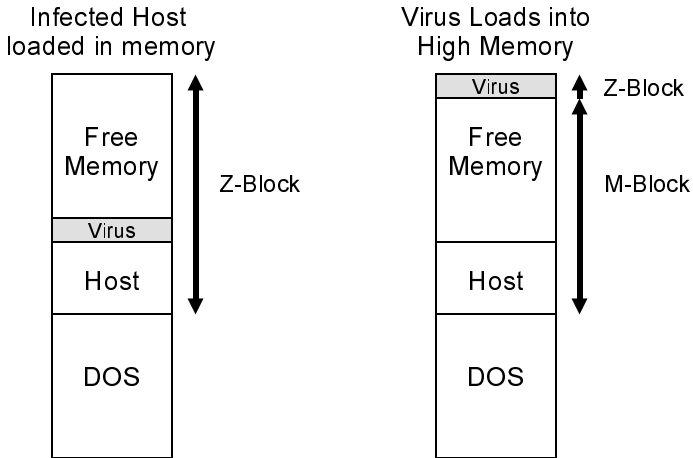 Infected Host
loaded in memory
Free
Memory
Virus
Host
DOS
Z-Block
Virus Loads into
High Memory
Virus
Free
Memory
Host
DOS
Z-Block
M-Block